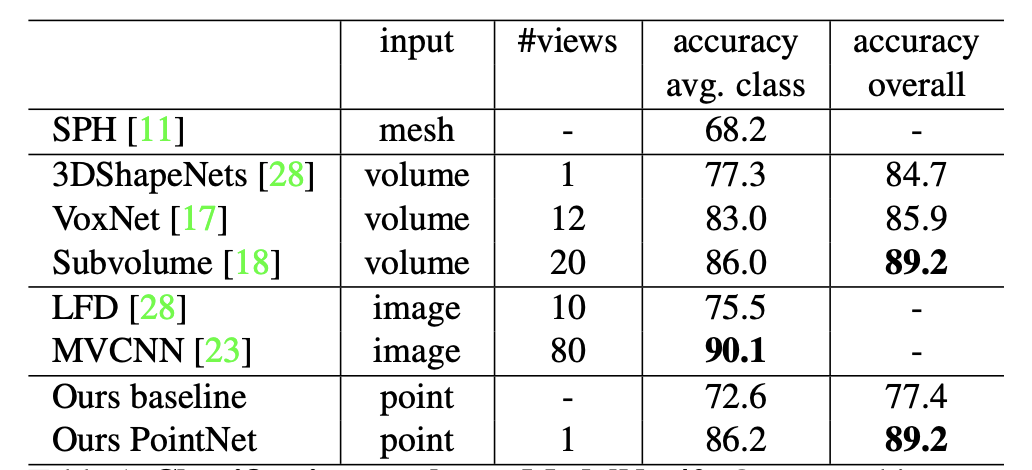 input #views accuracy accuracy
avg. class overall
SPH [11] mesh - 68.2 -
3DShapeNets [28] volume 1 77.3 84.7
VoxNet [17] volume 12 83.0 85.9
Subvolume [18] volume 20 86.0 89.2
LFD [28] image 10 75.5 -
MVCNN [23] image 80 90.1 -
Ours baseline point - 72.6 77.4
Ours PointNet point 1 86.2 89.2